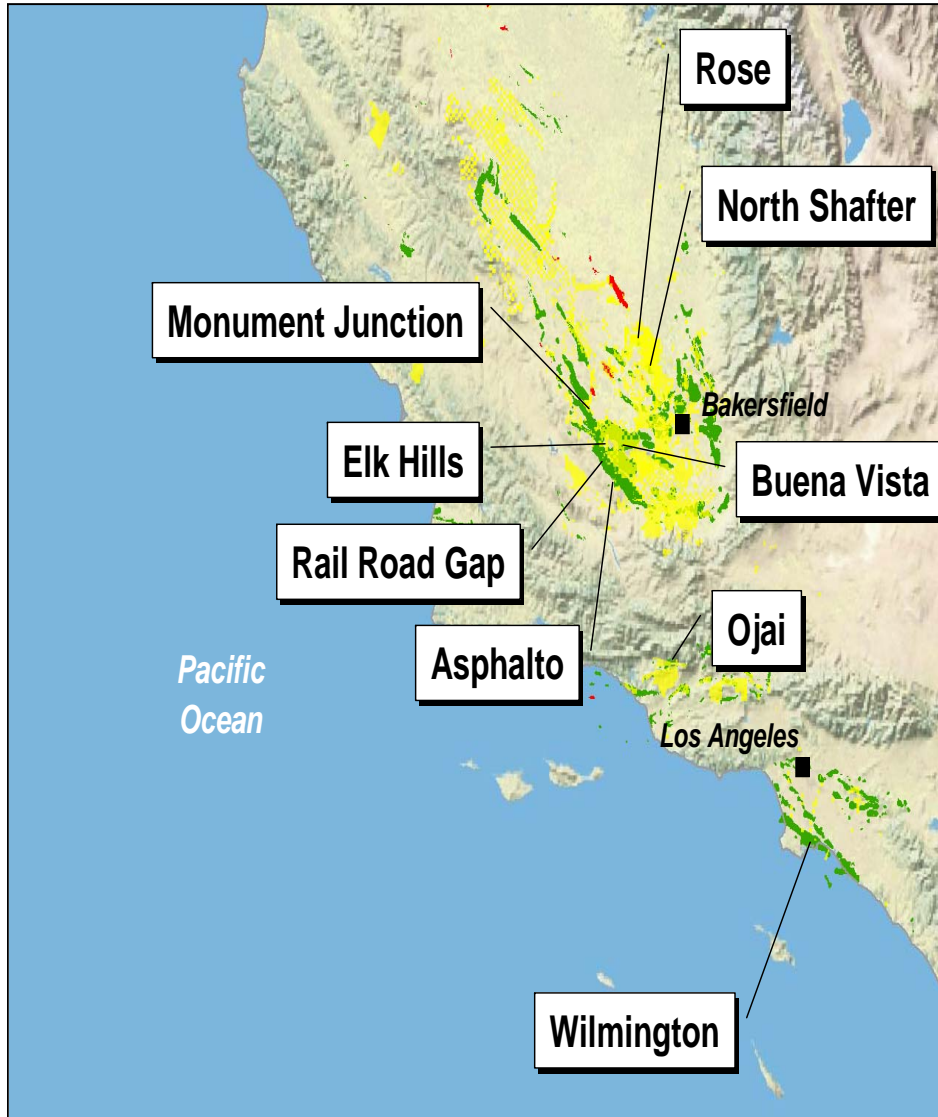 Rose
North Shafter
Monument Junction
Bakersfield
Elk Hills
Buena Vista
Rail Road Gap
Ojai
Asphalto
Pacific
Ocean
Los Angeles
Wilmington